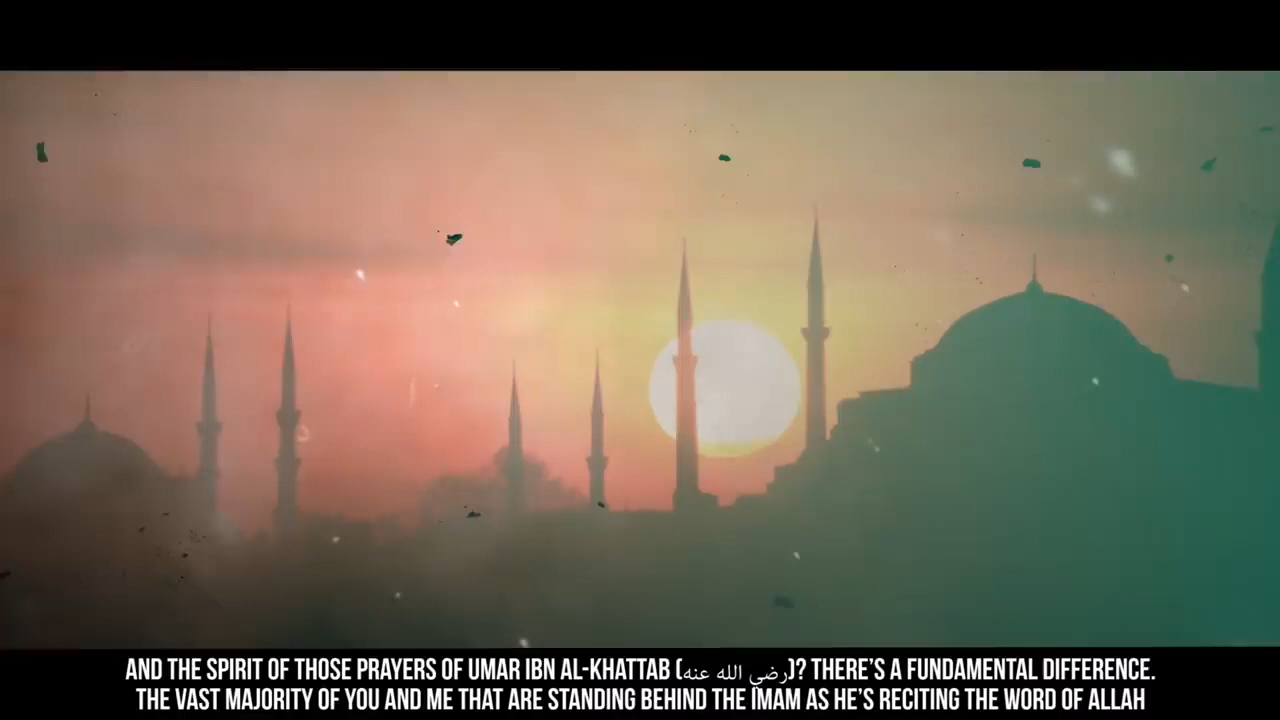 AND THE SPIRIT OF THOSE PRAYERS OF UMAR IBN AL-KHATTAB (رضي الله عنه)? THERE'S A FUNDAMENTAL DIFFERENCE.
THE VAST MAJORITY OF YOU AND ME THAT ARE STANDING BEHIND THE IMAM AS HE'S RECITING THE WORD OF ALLAH